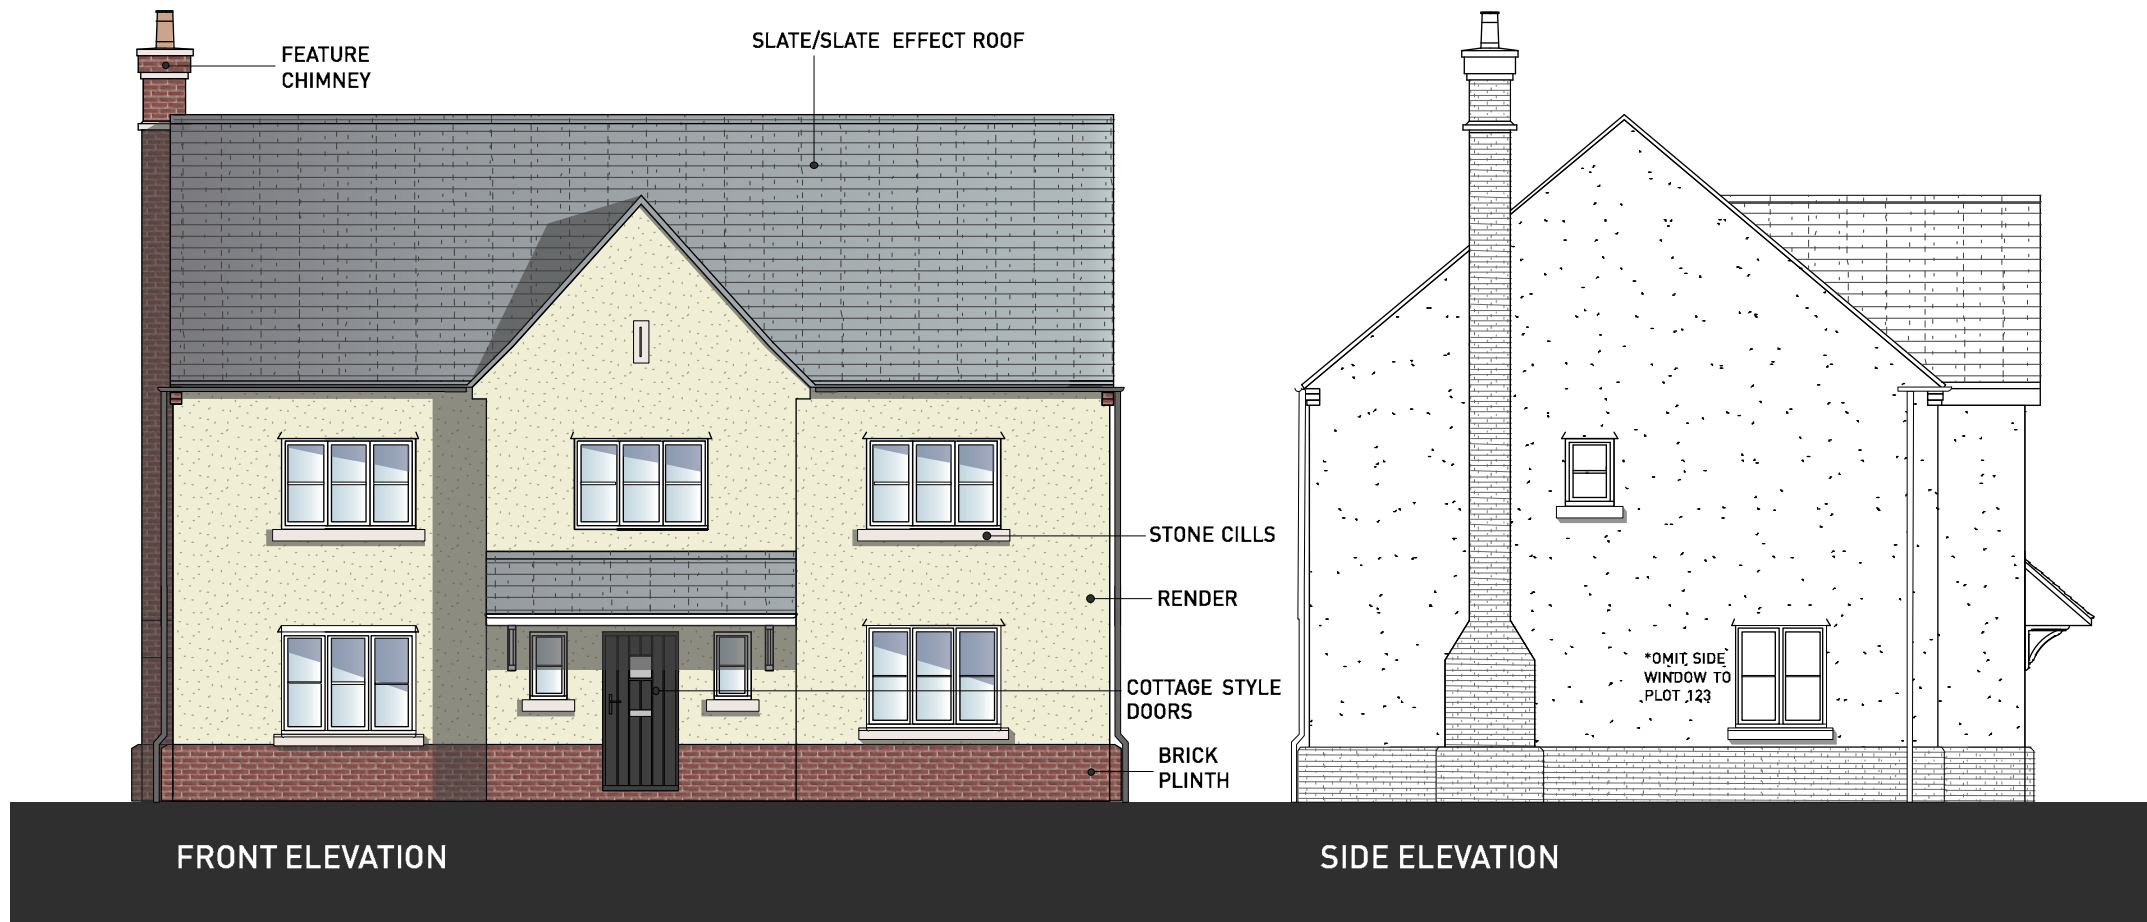 FEATURE
CHIMNEY
SLATE/SLATE EFFECT ROOF
STONE CILLS
RENDER
COTTAGE STYLE
DOORS
BRICK
PLINTH
*OMIT SIDE
WINDOW TO
PLOT 123
FRONT ELEVATION
SIDE ELEVATION